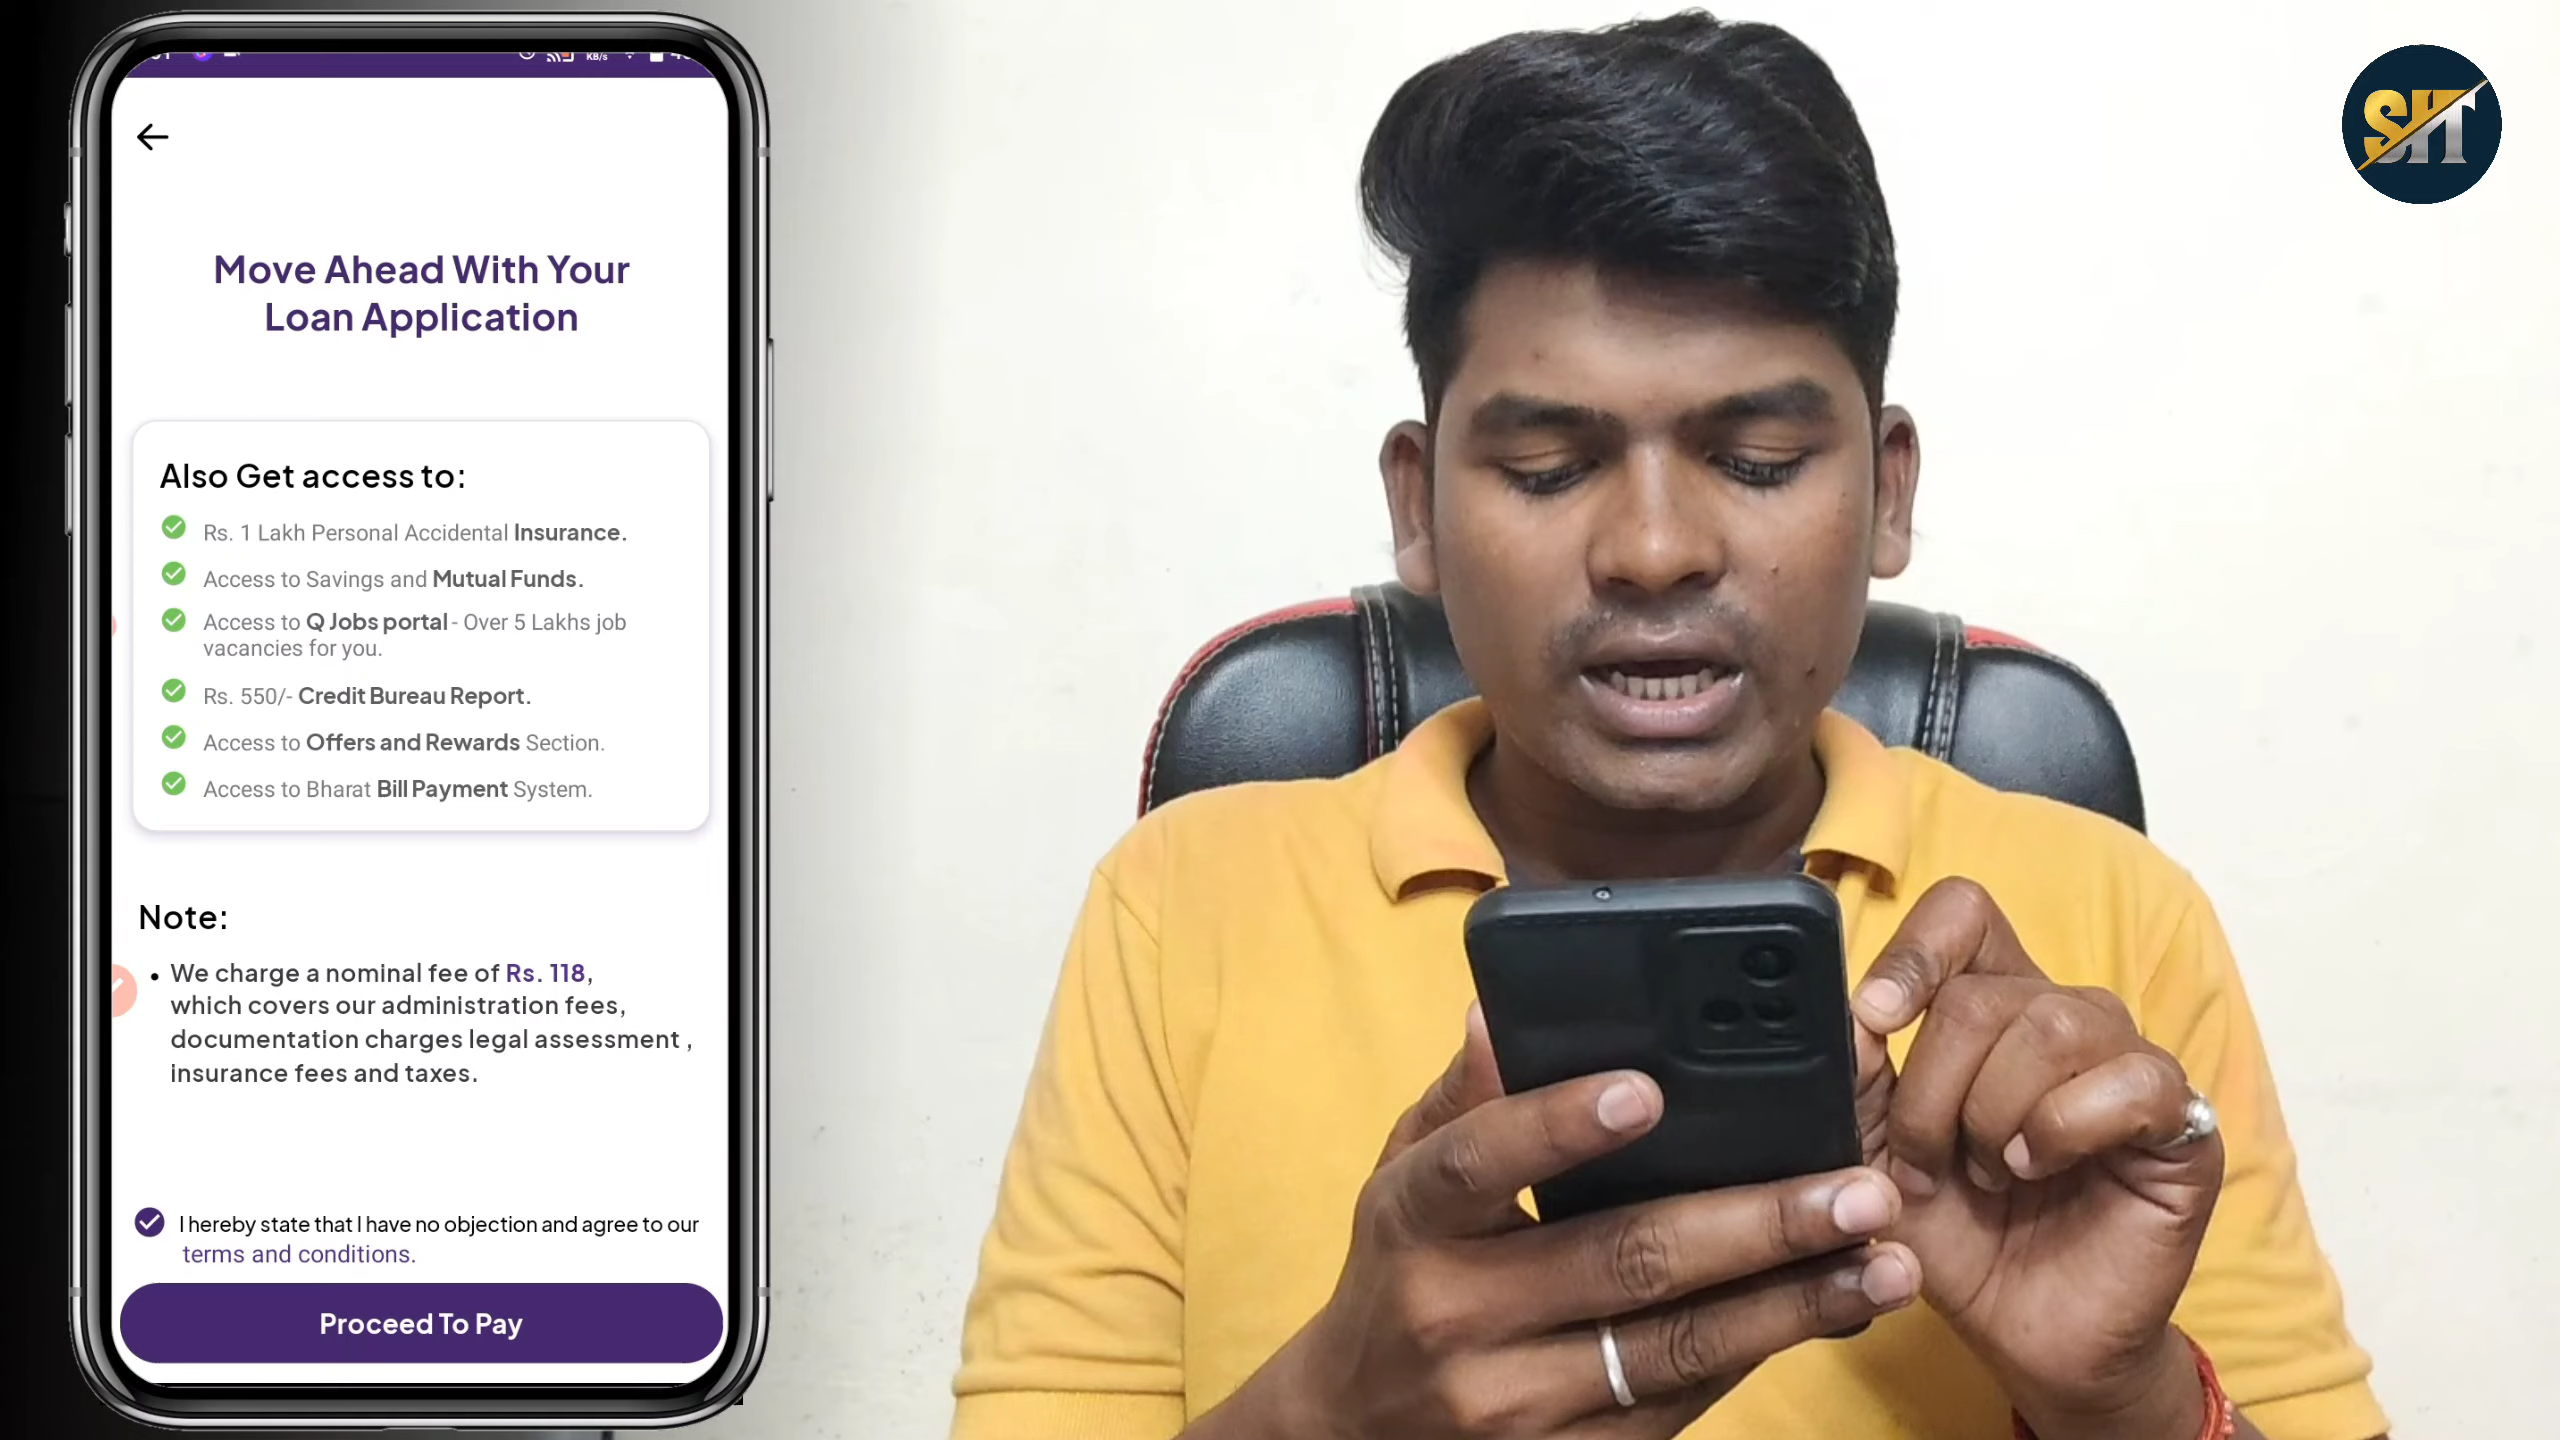 KB/s
SHT
Move Ahead With Your
Loan Application
Also Get access to:
Rs. 1 Lakh Personal Accidental Insurance.
Access to Savings and Mutual Funds.
Access to Q Jobs portal - Over 5 Lakhs job
vacancies for you.
Rs. 550/- Credit Bureau Report.
Access to Offers and Rewards Section.
Access to Bharat Bill Payment System.
Note:
• We charge a nominal fee of Rs. 118,
which covers our administration fees,
documentation charges legal assessment ,
insurance fees and taxes.
I hereby state that I have no objection and agree to our
terms and conditions.
Proceed To Pay